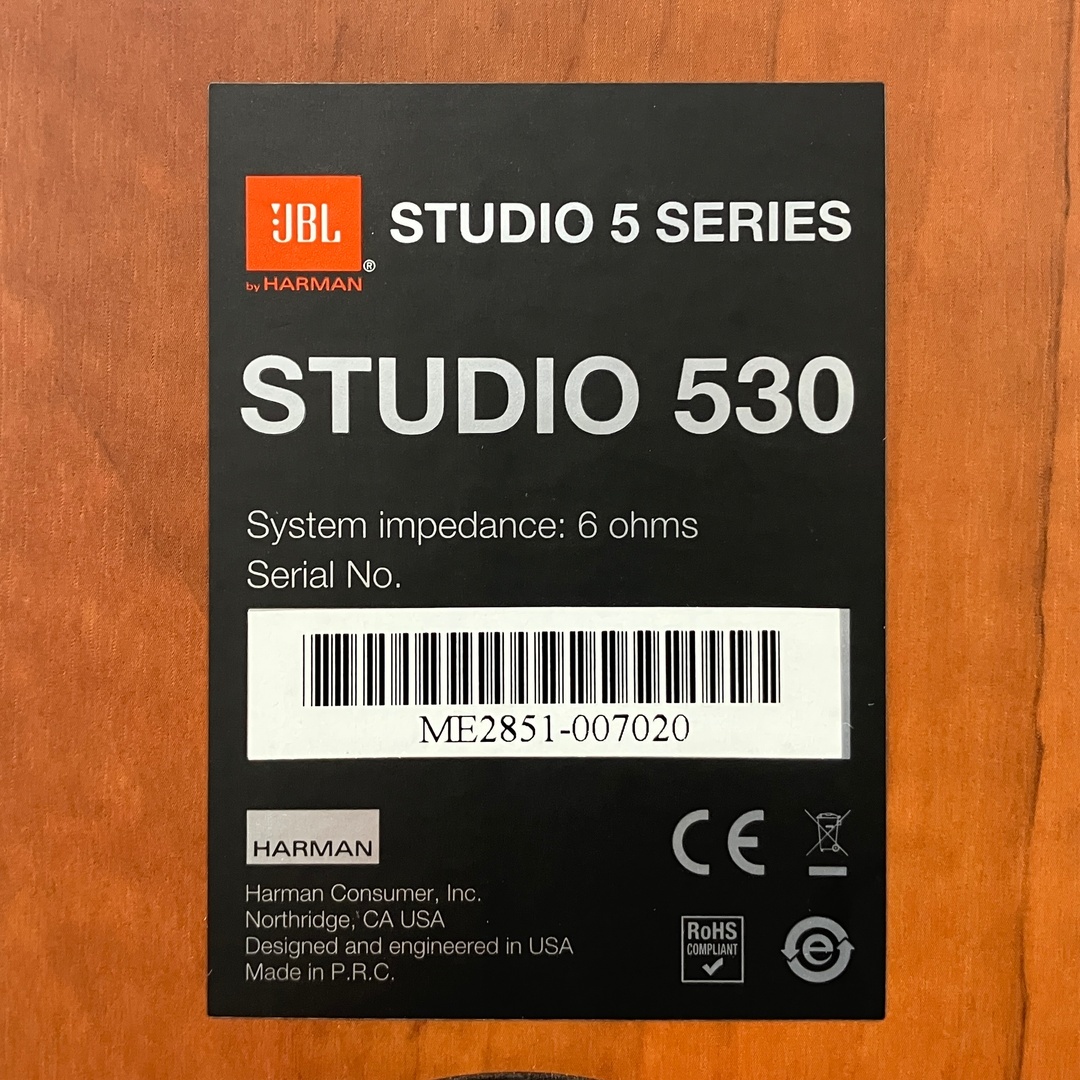 JBL®
by HARMAN
STUDIO 5 SERIES
STUDIO 530
System impedance: 6 ohms
Serial No.
ME2851-007020
HARMAN
Harman Consumer, Inc.
Northridge, CA USA
Designed and engineered in USA
Made in P.R.C.
CE
RoHS
COMPLIANT
e